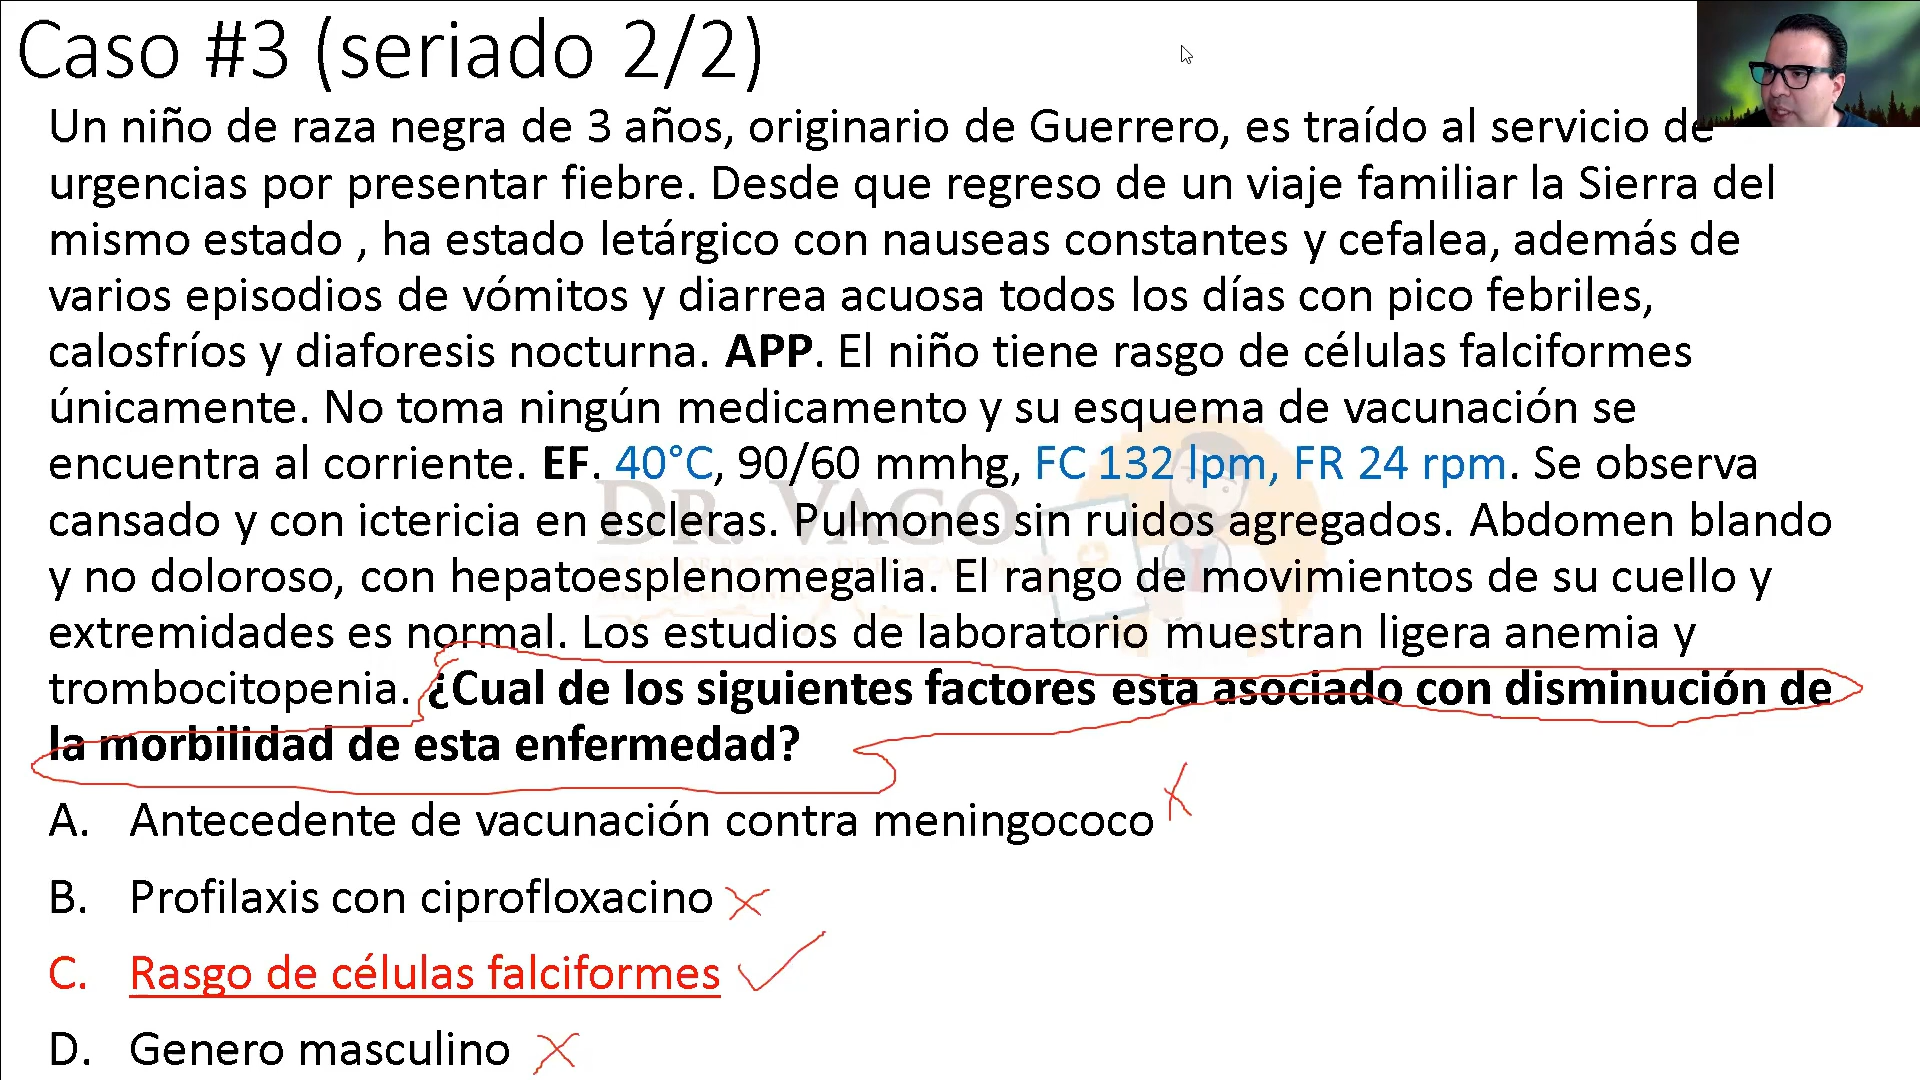 Caso #3 (seriado 2/2)
Un niño de raza negra de 3 años, originario de Guerrero, es traído al servicio de
urgencias por presentar fiebre. Desde que regreso de un viaje familiar la Sierra del
mismo estado , ha estado letárgico con nauseas constantes y cefalea, además de
varios episodios de vómitos y diarrea acuosa todos los días con pico febriles,
calosfríos y diaforesis nocturna. APP. El niño tiene rasgo de células falciformes
únicamente. No toma ningún medicamento y su esquema de vacunación se
encuentra al corriente. EF. 40°C, 90/60 mmhg, FC 132 lpm, FR 24 rpm. Se observa
cansado y con ictericia en escleras. Pulmones sin ruidos agregados. Abdomen blando
y no doloroso, con hepatoesplenomegalia. El rango de movimientos de su cuello y
extremidades es normal. Los estudios de laboratorio muestran ligera anemia y
trombocitopenia. ¿Cual de los siguientes factores esta asociado con disminución de
la morbilidad de esta enfermedad?
A. Antecedente de vacunación contra meningococo
B. Profilaxis con ciprofloxacino
C. Rasgo de células falciformes
D. Genero masculino
DR. VAGO